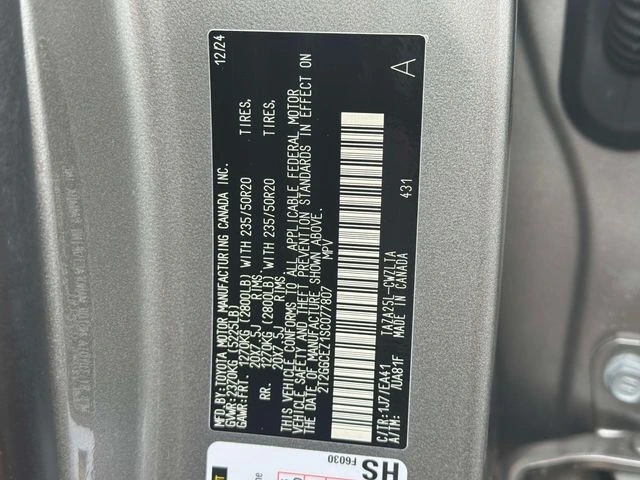 MFD.BY:TOYOTA MOTOR MANUFACTURING CANADA INC. 12/24
GVWR:2370KG (5225LB)
GAWR:FRT. 1270KG (2800LB) WITH 235/50R20 TIRES,
20X7.5J RIMS,
RR. 1270KG (2800LB) WITH 235/50R20 TIRES,
20X7.5J RIMS
THIS VEHICLE CONFORMS TO ALL APPLICABLE FEDERAL MOTOR
VEHICLE SAFETY AND THEFT PREVENTION STANDARDS IN EFFECT ON
THE DATE OF MANUFACTURE SHOWN ABOVE.
2T2GGCEZ1SC077807 MPV
A
C/TR:1J7/EA41 TAZA25L-CWZLTA
A/TM: /UA81F MADE IN CANADA
431
HS
F6030